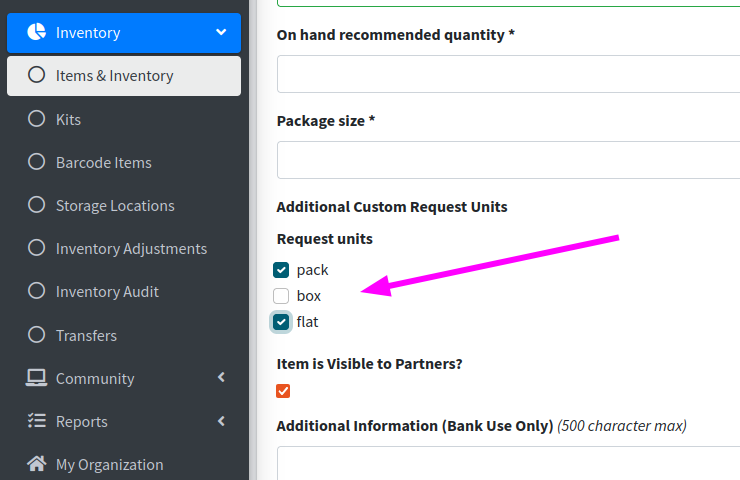 Inventory
Items & Inventory
Kits
Barcode Items
Storage Locations
Inventory Adjustments
Inventory Audit
Transfers
Community
Reports
My Organization
On hand recommended quantity *
Package size *
Additional Custom Request Units
Request units
pack
box
flat
Item is Visible to Partners?
Additional Information (Bank Use Only) (500 character max)